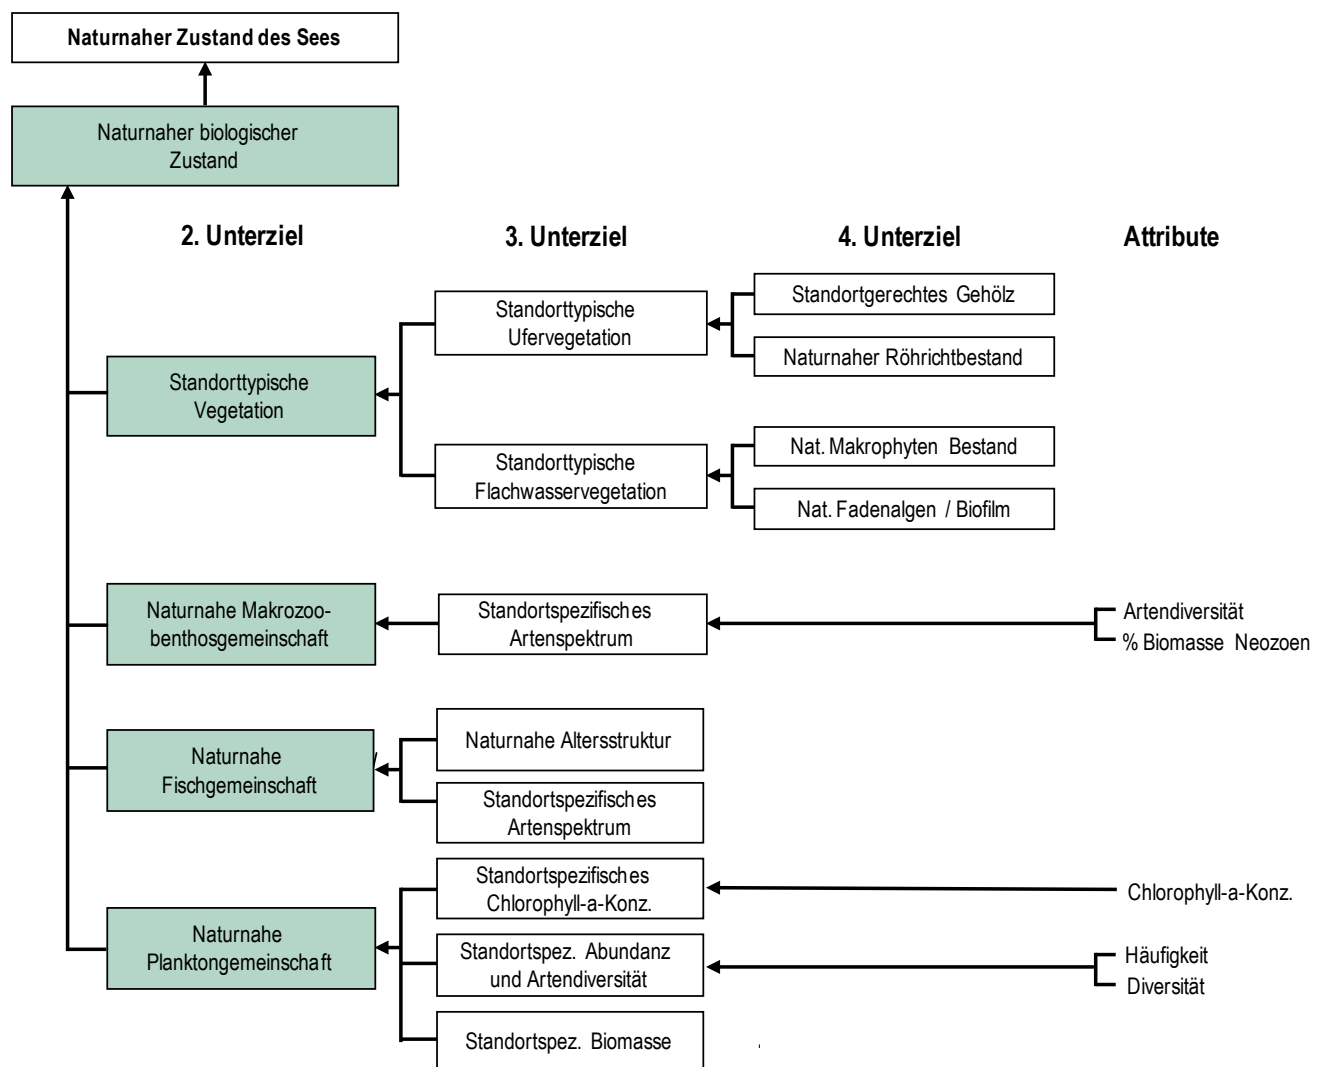 Naturnaher Zustand des Sees
Naturnaher biologischer
Zustand
2. Unterziel
3. Unterziel
4. Unterziel
Attribute
Standorttypische
Vegetation
Standorttypische
Ufervegetation
Standortgerechtes Gehölz
Naturnaher Röhrichtbestand
Standorttypische
Flachwasservegetation
Nat. Makrophyten Bestand
Nat. Fadenalgen / Biofilm
Naturnahe Makrozoo-
benthosgemeinschaft
Standortspezifisches
Artenspektrum
Artendiversität
% Biomasse Neozoen
Naturnahe
Fischgemeinschaft
Naturnahe Altersstruktur
Standortspezifisches
Artenspektrum
Naturnahe
Planktongemeinschaft
Standortspezifisches
Chlorophyll-a-Konz.
Chlorophyll-a-Konz.
Standortspez. Abundanz
und Artendiversität
Häufigkeit
Diversität
Standortspez. Biomasse